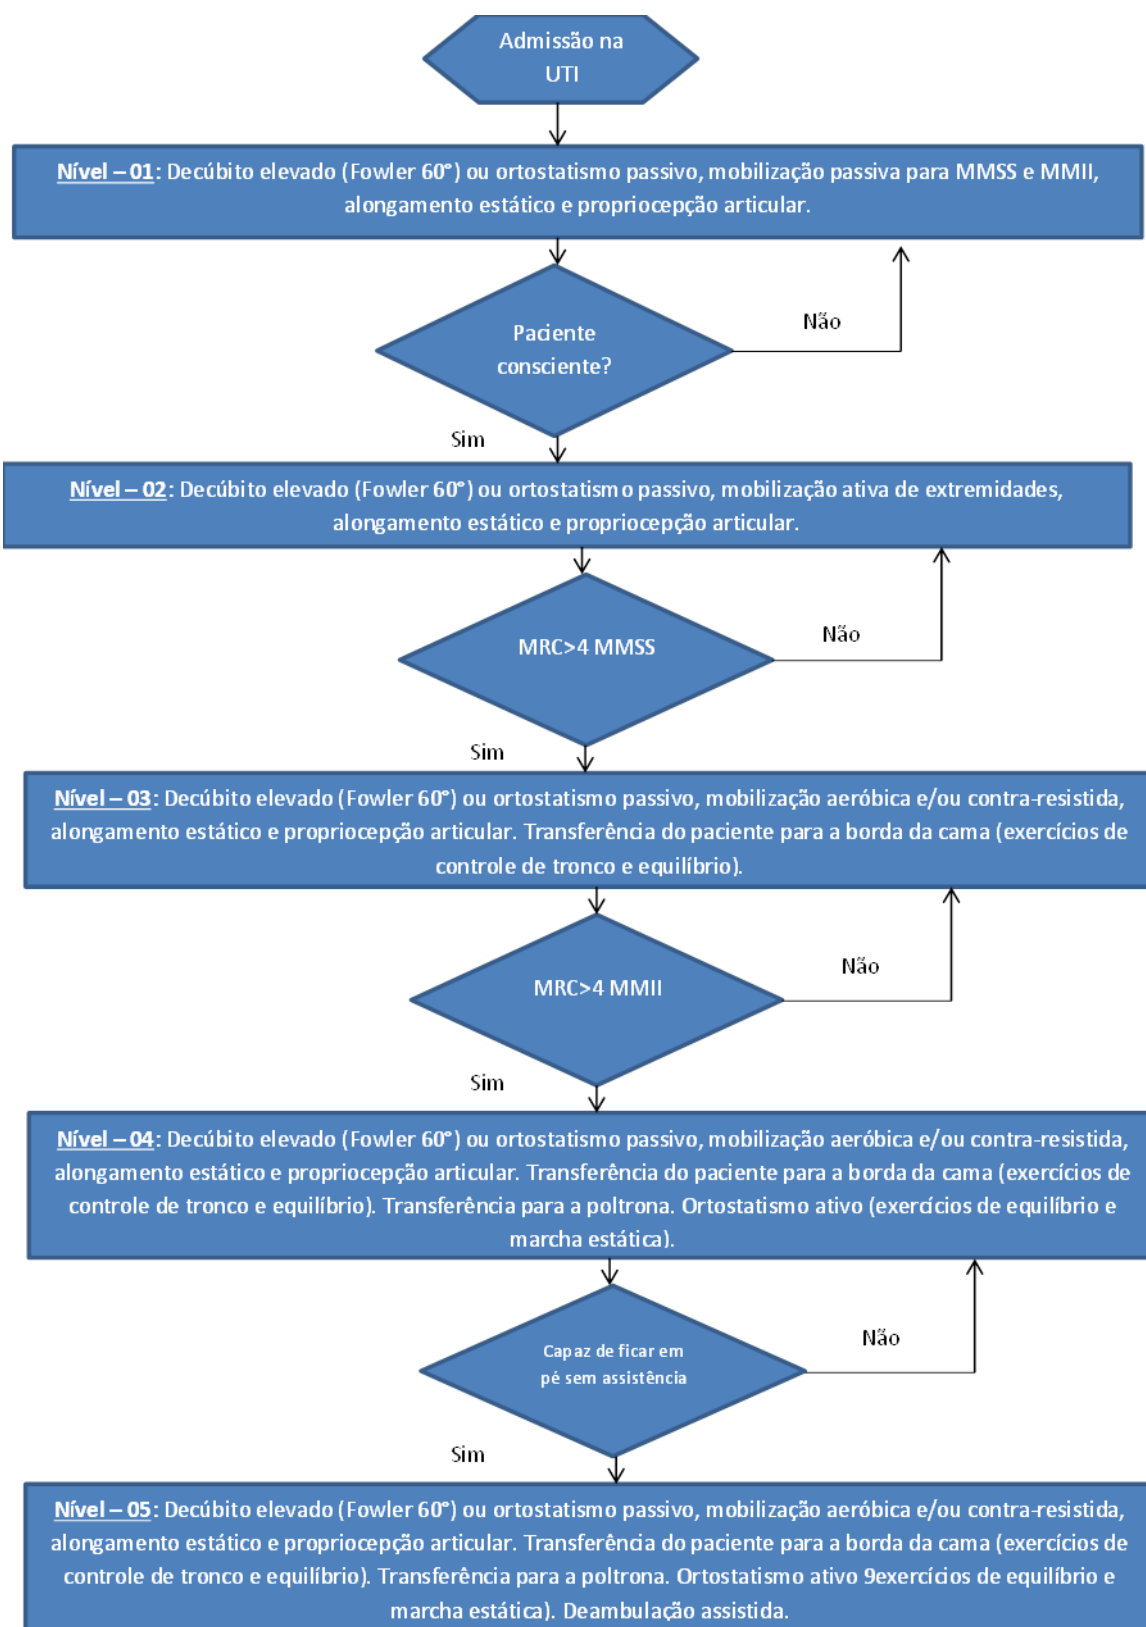 Admissão na
UTI
Nível – 01: Decúbito elevado (Fowler 60°) ou ortostatismo passivo, mobilização passiva para MMSS e MMII,
alongamento estático e propriocepção articular.
Paciente
consciente?
Não
Sim
Nível – 02: Decúbito elevado (Fowler 60°) ou ortostatismo passivo, mobilização ativa de extremidades,
alongamento estático e propriocepção articular.
MRC>4 MMSS
Não
Sim
Nível – 03: Decúbito elevado (Fowler 60°) ou ortostatismo passivo, mobilização aeróbica e/ou contra-resistida,
alongamento estático e propriocepção articular. Transferência do paciente para a borda da cama (exercícios de
controle de tronco e equilíbrio).
MRC>4 MMII
Não
Sim
Nível – 04: Decúbito elevado (Fowler 60°) ou ortostatismo passivo, mobilização aeróbica e/ou contra-resistida,
alongamento estático e propriocepção articular. Transferência do paciente para a borda da cama (exercícios de
controle de tronco e equilíbrio). Transferência para a poltrona. Ortostatismo ativo (exercícios de equilíbrio e
marcha estática).
Capaz de ficar em
pé sem assistência
Não
Sim
Nível – 05: Decúbito elevado (Fowler 60°) ou ortostatismo passivo, mobilização aeróbica e/ou contra-resistida,
alongamento estático e propriocepção articular. Transferência do paciente para a borda da cama (exercícios de
controle de tronco e equilíbrio). Transferência para a poltrona. Ortostatismo ativo 9exercícios de equilíbrio e
marcha estática). Deambulação assistida.